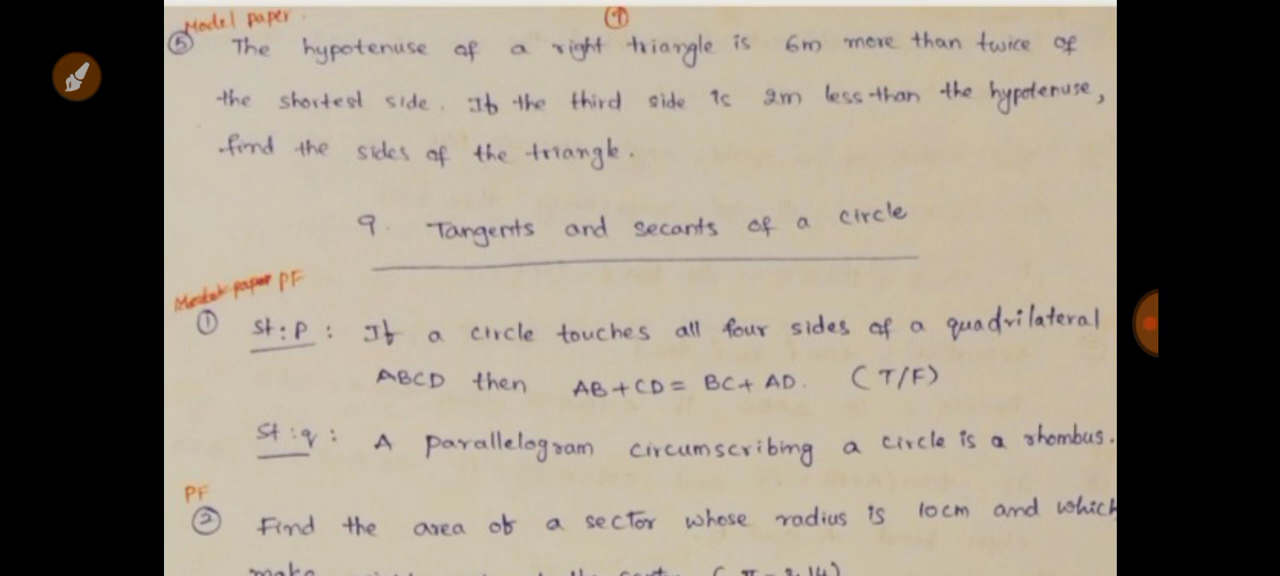 Model paper.
9
5 The hypotenuse of a right triangle is 6m more than twice of
the shortest side. If the third side is 2m less than the hypotenuse,
find the sides of the triangle.
9. Tangents and secants of a circle
Model paper PF
1 St:p: If a circle touches all four sides of a quadrilateral
ABCD then AB+CD= BC+AD. (T/F)
St:q: A parallelogram circumscribing a circle is a rhombus.
PF
2 Find the area of a sector whose radius is 10cm and which
make